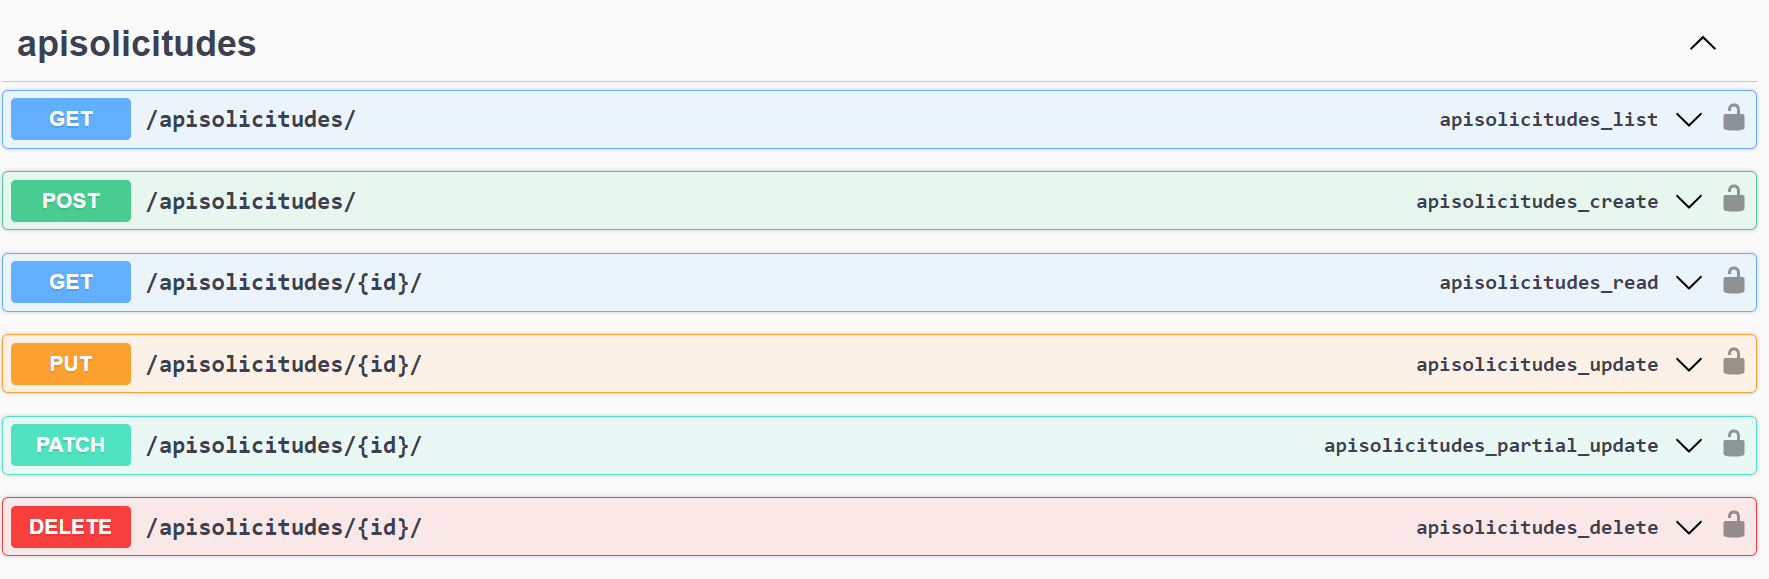 apisolicitudes
GET /apisolicitudes/ apisolicitudes_list
POST /apisolicitudes/ apisolicitudes_create
GET /apisolicitudes/{id}/ apisolicitudes_read
PUT /apisolicitudes/{id}/ apisolicitudes_update
PATCH /apisolicitudes/{id}/ apisolicitudes_partial_update
DELETE /apisolicitudes/{id}/ apisolicitudes_delete